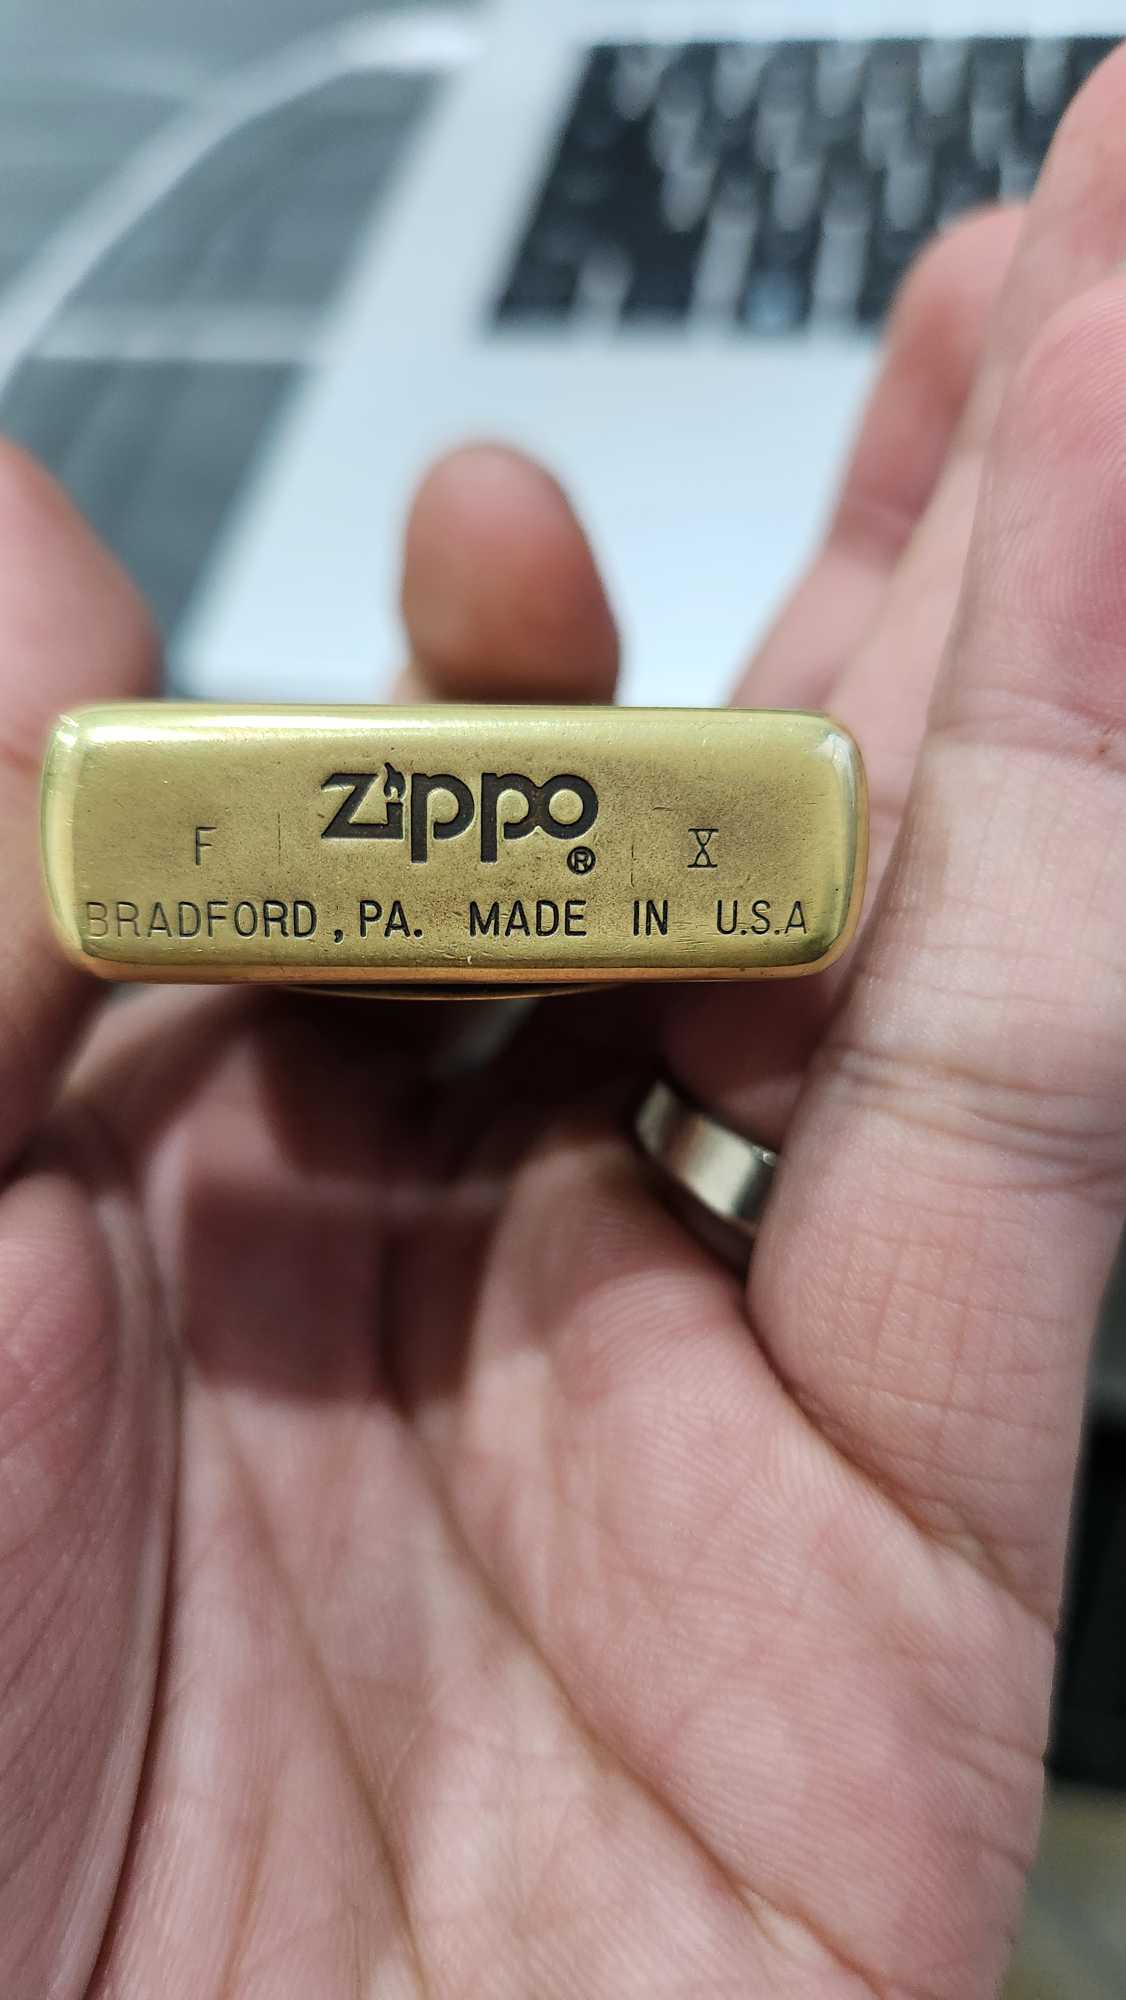 zippo
F ® X
BRADFORD, PA. MADE IN U.S.A